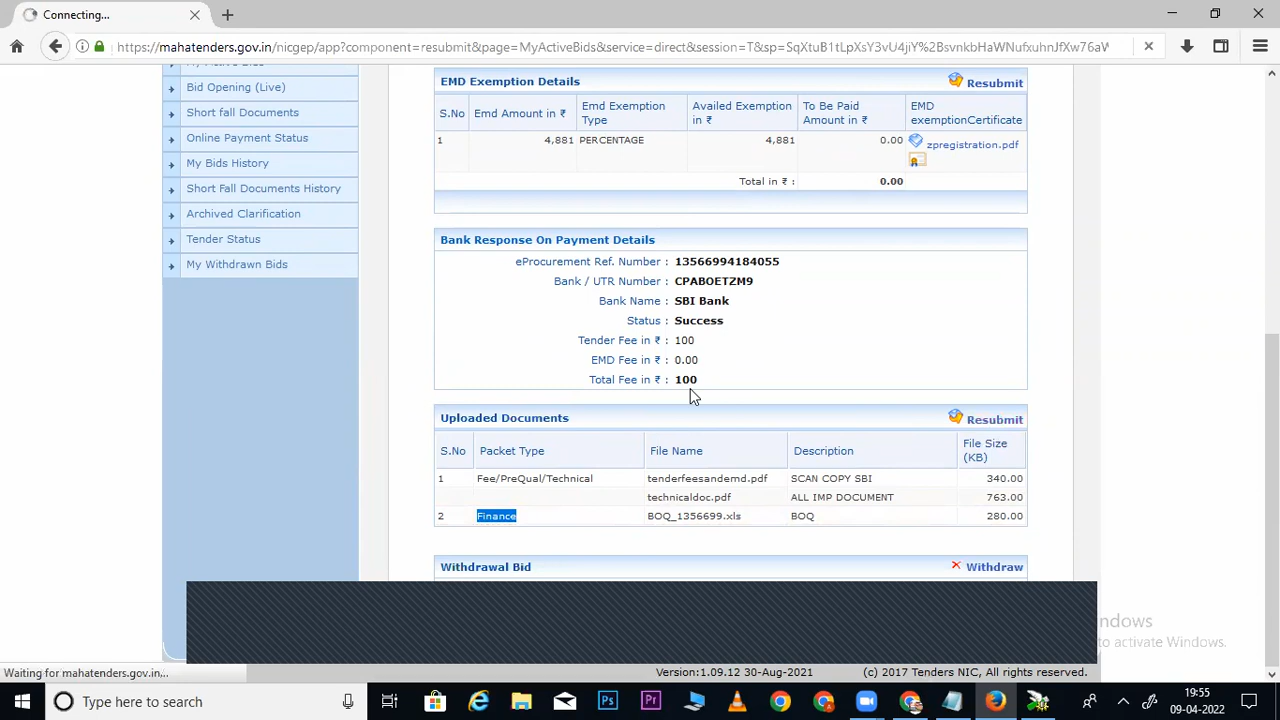 Connecting...
https://mahatenders.gov.in/nicgep/app?component=resubmit&page=MyActiveBids&service=direct&session=T&sp=SqXtuB1tLpXsY3vU4jiY%2BsvnkbHaWNufxuhnJfXw76aV
Bid Opening (Live)
Short fall Documents
Online Payment Status
My Bids History
Short Fall Documents History
Archived Clarification
Tender Status
My Withdrawn Bids
EMD Exemption Details Resubmit
S.No Emd Amount in ₹ Emd Exemption Type Availed Exemption in ₹ To Be Paid Amount in ₹ EMD exemptionCertificate
1 4,881 PERCENTAGE 4,881 0.00 zpregistration.pdf
Total in ₹ : 0.00
Bank Response On Payment Details
eProcurement Ref. Number : 13566994184055
Bank / UTR Number : CPABOETZM9
Bank Name : SBI Bank
Status : Success
Tender Fee in ₹ : 100
EMD Fee in ₹ : 0.00
Total Fee in ₹ : 100
Uploaded Documents Resubmit
S.No Packet Type File Name Description File Size (KB)
1 Fee/PreQual/Technical tenderfeesandemd.pdf SCAN COPY SBI 340.00
technicaldoc.pdf ALL IMP DOCUMENT 763.00
2 Finance BOQ_1356699.xls BOQ 280.00
Withdrawal Bid Withdraw
ndows
to activate Windows.
Waiting for mahatenders.gov.in...
Version:1.09.12 30-Aug-2021 (c) 2017 Tenders NIC, All rights reserved.
Type here to search
19:55
09-04-2022